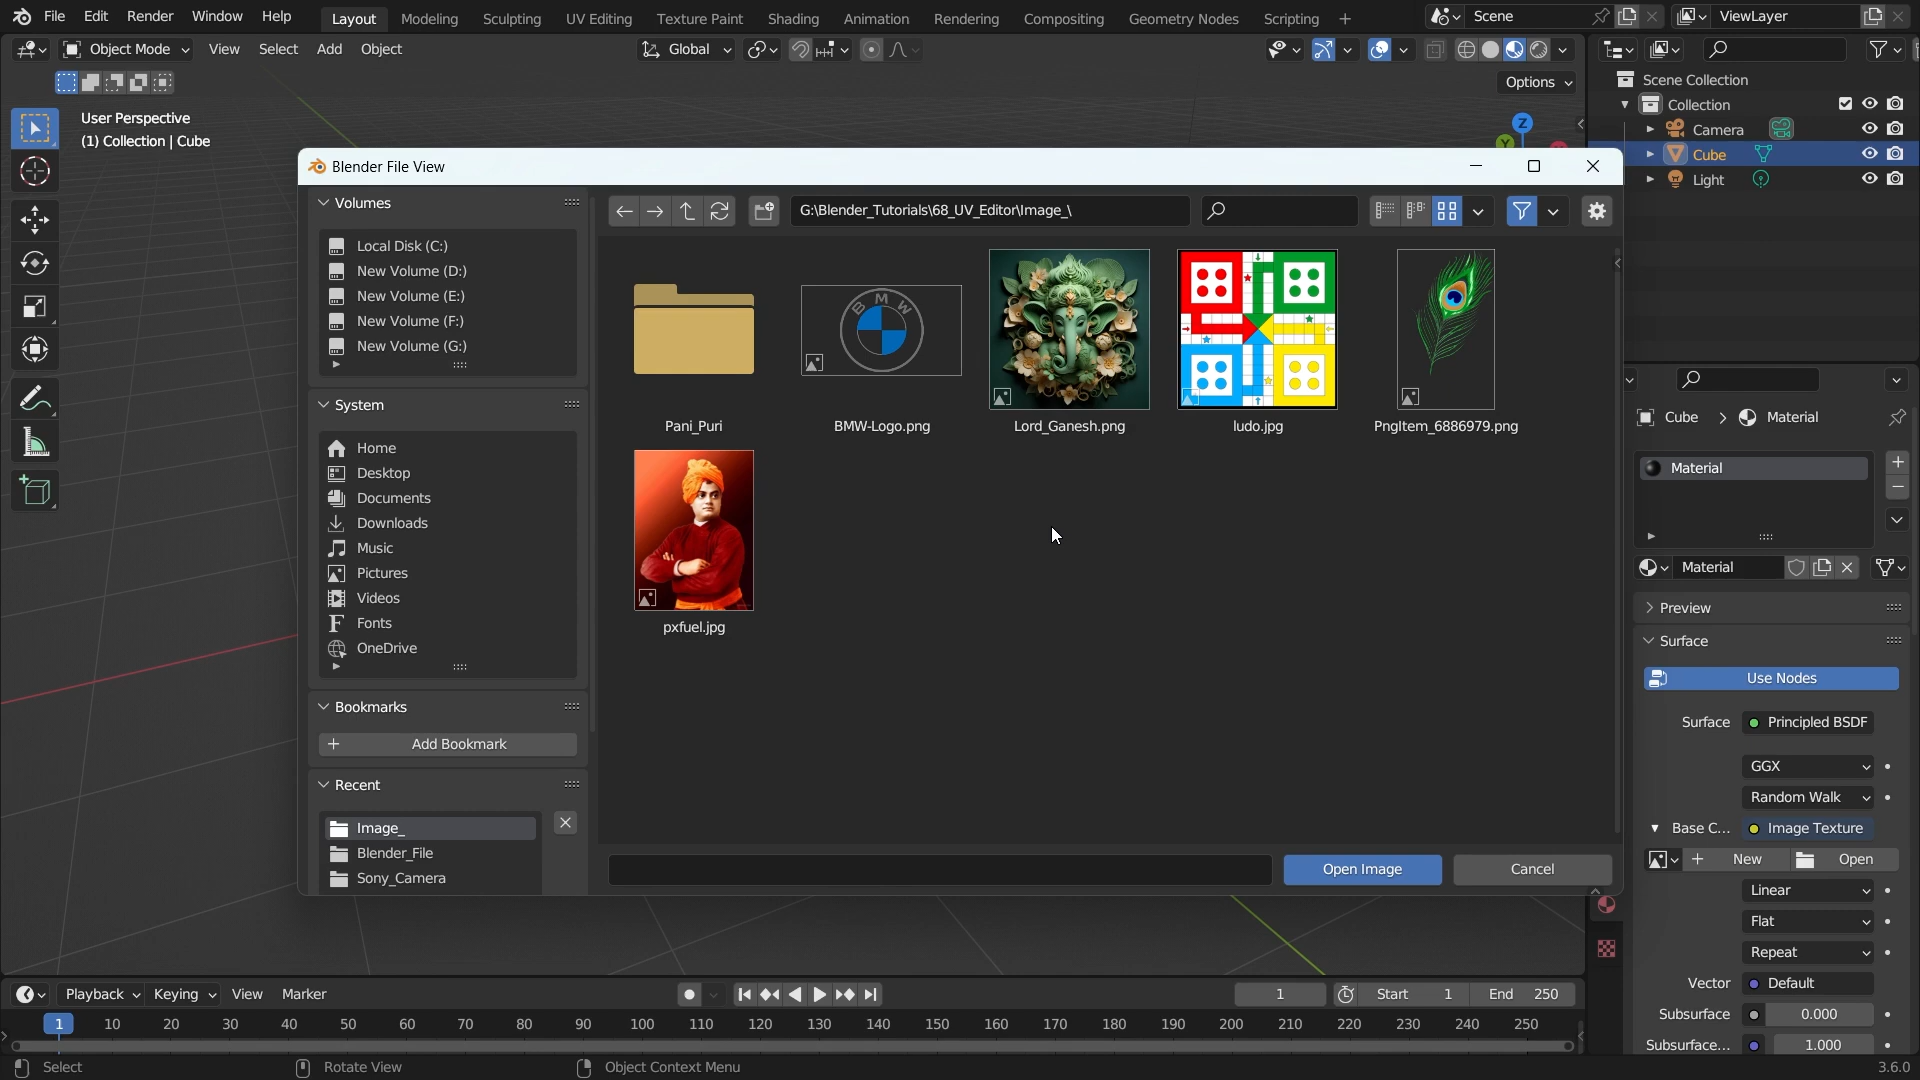 File Edit Render Window Help Layout Modeling Sculpting UV Editing Texture Paint Shading Animation Rendering Compositing Geometry Nodes Scripting + Scene ViewLayer
Object Mode View Select Add Object Global
Options
User Perspective
(1) Collection | Cube
Z
Y
Scene Collection
Collection
Camera
Cube
Light
Blender File View
Volumes
Local Disk (C:)
New Volume (D:)
New Volume (E:)
New Volume (F:)
New Volume (G:)
System
Home
Desktop
Documents
Downloads
Music
Pictures
Videos
Fonts
OneDrive
Bookmarks
Add Bookmark
Recent
Image_
Blender_File
Sony_Camera
G:\Blender_Tutorials\68_UV_Editor\Image_\
BMW
Pani_Puri BMW-Logo.png Lord_Ganesh.png ludo.jpg PngItem_6886979.png
pxfuel.jpg
Open Image Cancel
Cube Material
Material
Material
Preview
Surface
Use Nodes
Surface Principled BSDF
GGX
Random Walk
Base C... Image Texture
New Open
Linear
Flat
Repeat
Vector Default
Subsurface 0.000
Subsurface... 1.000
Playback Keying View Marker 1 Start 1 End 250
1 10 20 30 40 50 60 70 80 90 100 110 120 130 140 150 160 170 180 190 200 210 220 230 240 250
Select Rotate View Object Context Menu 3.6.0